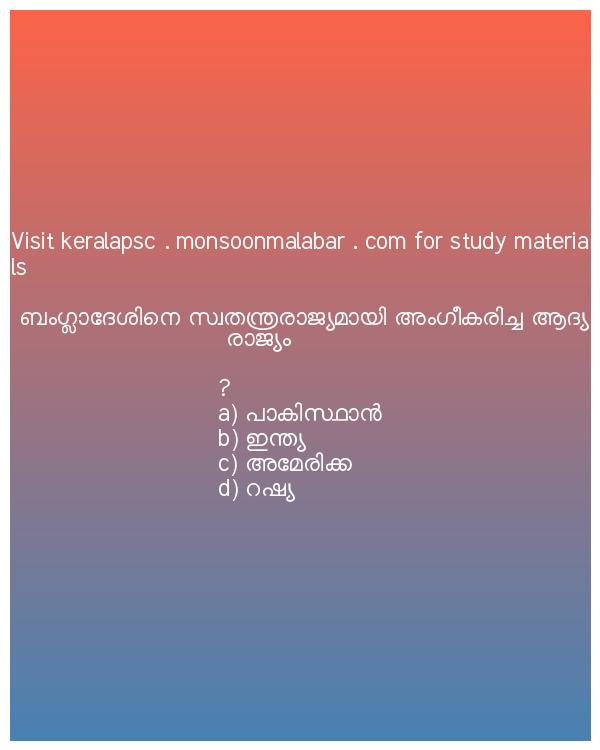 Visit keralapsc . monsoonmalabar . com for study materia
ls
ബംഗ്ലാദേശിനെ സ്വതന്ത്രരാജ്യമായി അംഗീകരിച്ച ആദ്യ
രാജ്യം
?
a) പാകിസ്ഥാൻ
b) ഇന്ത്യ
c) അമേരിക്ക
d) റഷ്യ